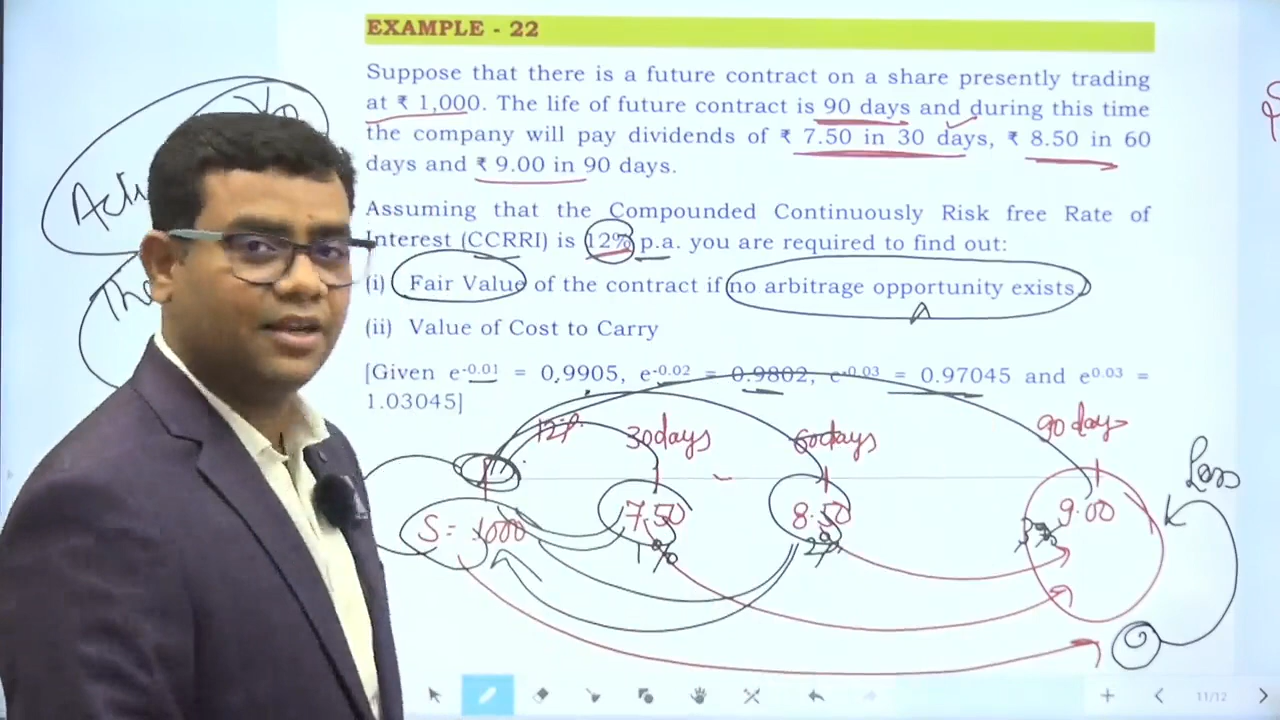 EXAMPLE - 22
Suppose that there is a future contract on a share presently trading
at ₹ 1,000. The life of future contract is 90 days and during this time
the company will pay dividends of ₹ 7.50 in 30 days, ₹ 8.50 in 60
days and ₹ 9.00 in 90 days.
Assuming that the Compounded Continuously Risk free Rate of
Interest (CCRRI) is 12% p.a. you are required to find out:
(i) Fair Value of the contract if no arbitrage opportunity exists
(ii) Value of Cost to Carry
[Given e-0.01 = 0,9905, e-0.02 = 0.9802, e-0.03 = 0.97045 and e0.03 =
1.03045]
12% 30days 60days 90 days
Loss
S= 1000 7.50 8.50 9.00
1% 2% 3%
11/12